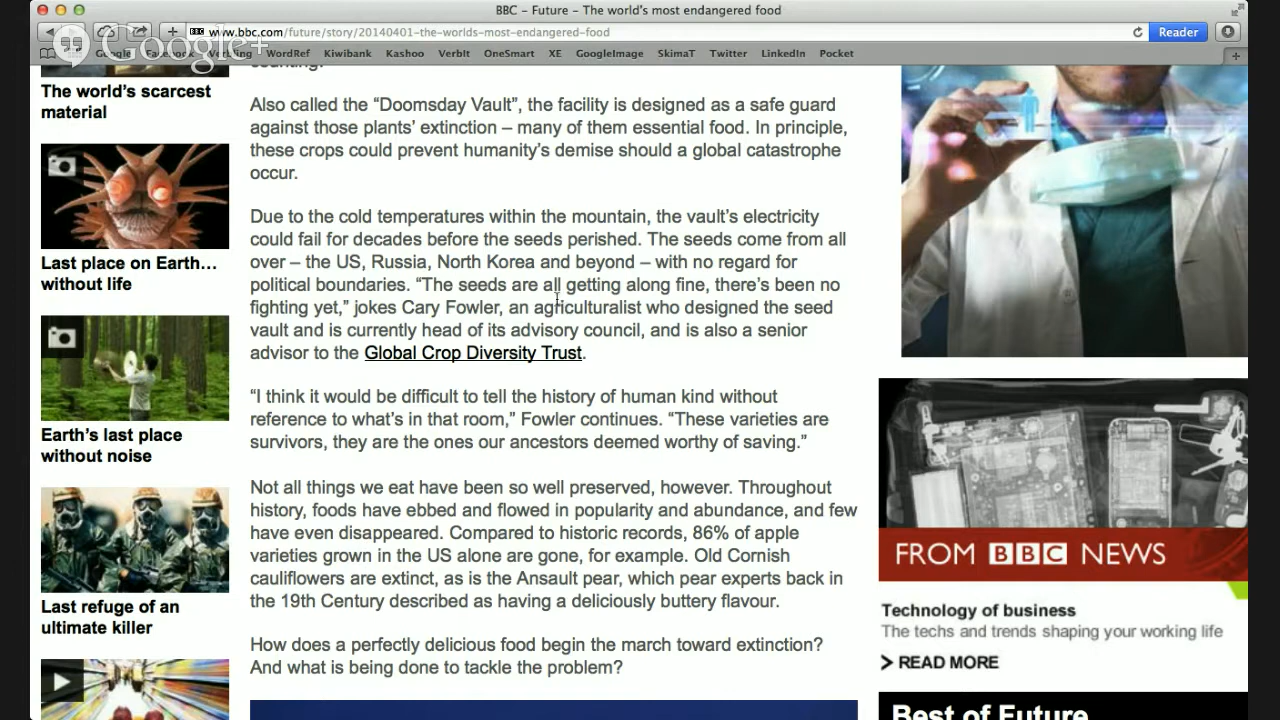 BBC – Future – The world's most endangered food
BBC www.bbc.com/future/story/20140401-the-worlds-most-endangered-food
Reader
Google+
Google Facebook Verbling WordRef Kiwibank Kashoo VerbIt OneSmart XE GoogleImage SkimaT Twitter LinkedIn Pocket
counting.
The world's scarcest
material
Last place on Earth…
without life
Earth's last place
without noise
Last refuge of an
ultimate killer
Also called the “Doomsday Vault”, the facility is designed as a safe guard
against those plants’ extinction – many of them essential food. In principle,
these crops could prevent humanity’s demise should a global catastrophe
occur.
Due to the cold temperatures within the mountain, the vault’s electricity
could fail for decades before the seeds perished. The seeds come from all
over – the US, Russia, North Korea and beyond – with no regard for
political boundaries. “The seeds are all getting along fine, there’s been no
fighting yet,” jokes Cary Fowler, an agriculturalist who designed the seed
vault and is currently head of its advisory council, and is also a senior
advisor to the Global Crop Diversity Trust.
“I think it would be difficult to tell the history of human kind without
reference to what’s in that room,” Fowler continues. “These varieties are
survivors, they are the ones our ancestors deemed worthy of saving.”
Not all things we eat have been so well preserved, however. Throughout
history, foods have ebbed and flowed in popularity and abundance, and few
have even disappeared. Compared to historic records, 86% of apple
varieties grown in the US alone are gone, for example. Old Cornish
cauliflowers are extinct, as is the Ansault pear, which pear experts back in
the 19th Century described as having a deliciously buttery flavour.
How does a perfectly delicious food begin the march toward extinction?
And what is being done to tackle the problem?
FROM BBC NEWS
Technology of business
The techs and trends shaping your working life
READ MORE
Best of Future